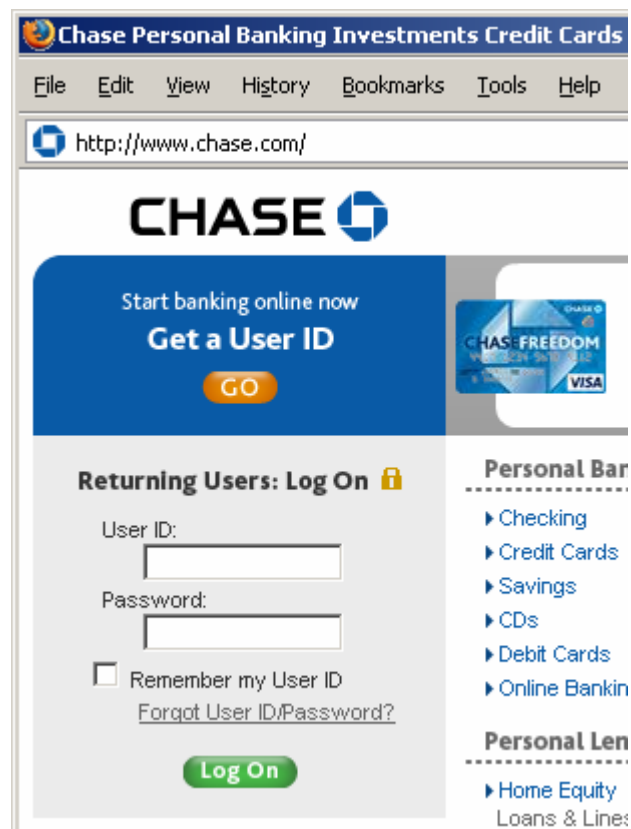 Chase Personal Banking Investments Credit Cards
File Edit View History Bookmarks Tools Help
http://www.chase.com/
CHASE
Start banking online now
Get a User ID
GO
CHASE
CHASE FREEDOM
VISA
Returning Users: Log On
User ID:
Password:
Remember my User ID
Forgot User ID/Password?
Log On
Personal Ban
Checking
Credit Cards
Savings
CDs
Debit Cards
Online Bankin
Personal Len
Home Equity
Loans & Lines